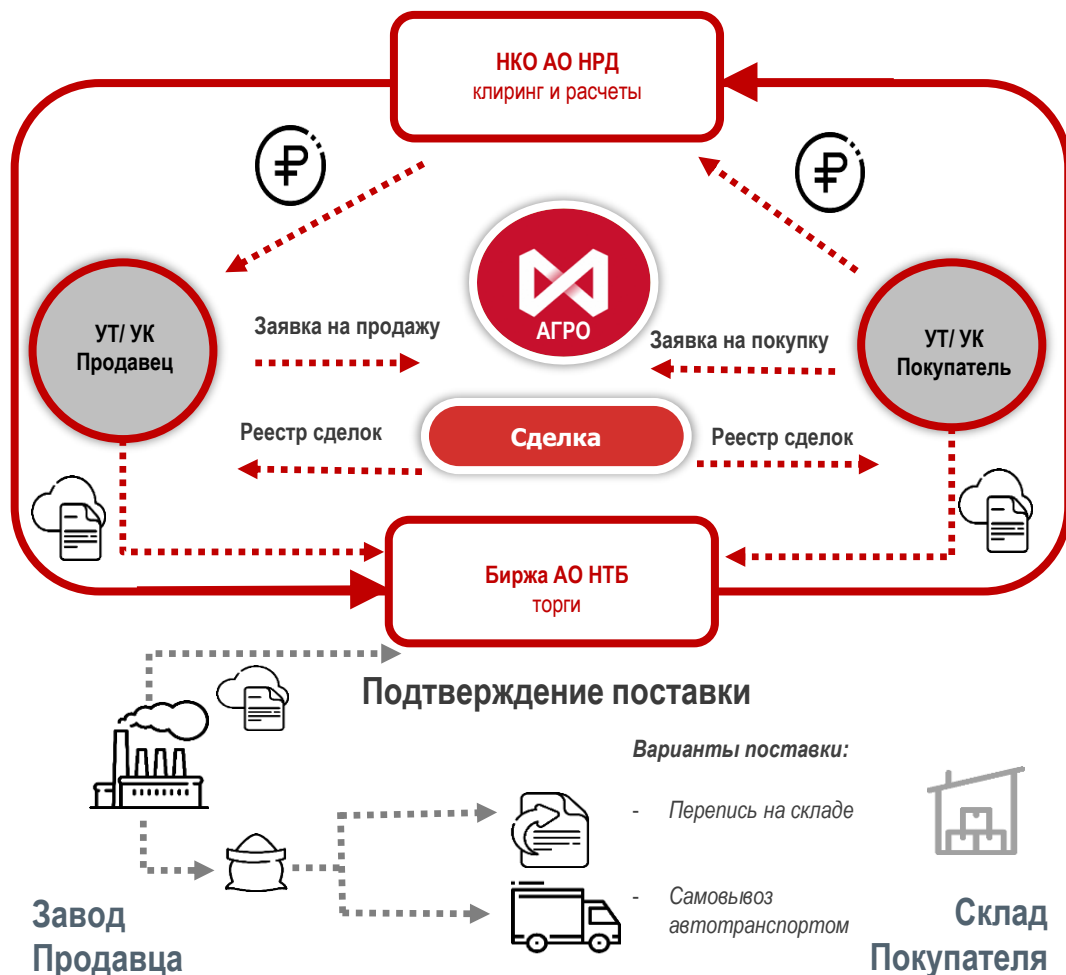 НКО АО НРД
клиринг и расчеты
УТ/ УК
Продавец
Заявка на продажу
АГРО
Заявка на покупку
УТ/ УК
Покупатель
Реестр сделок
Сделка
Реестр сделок
Биржа АО НТБ
торги
Подтверждение поставки
Варианты поставки:
- Перепись на складе
- Самовывоз
автотранспортом
Завод
Продавца
Склад
Покупателя